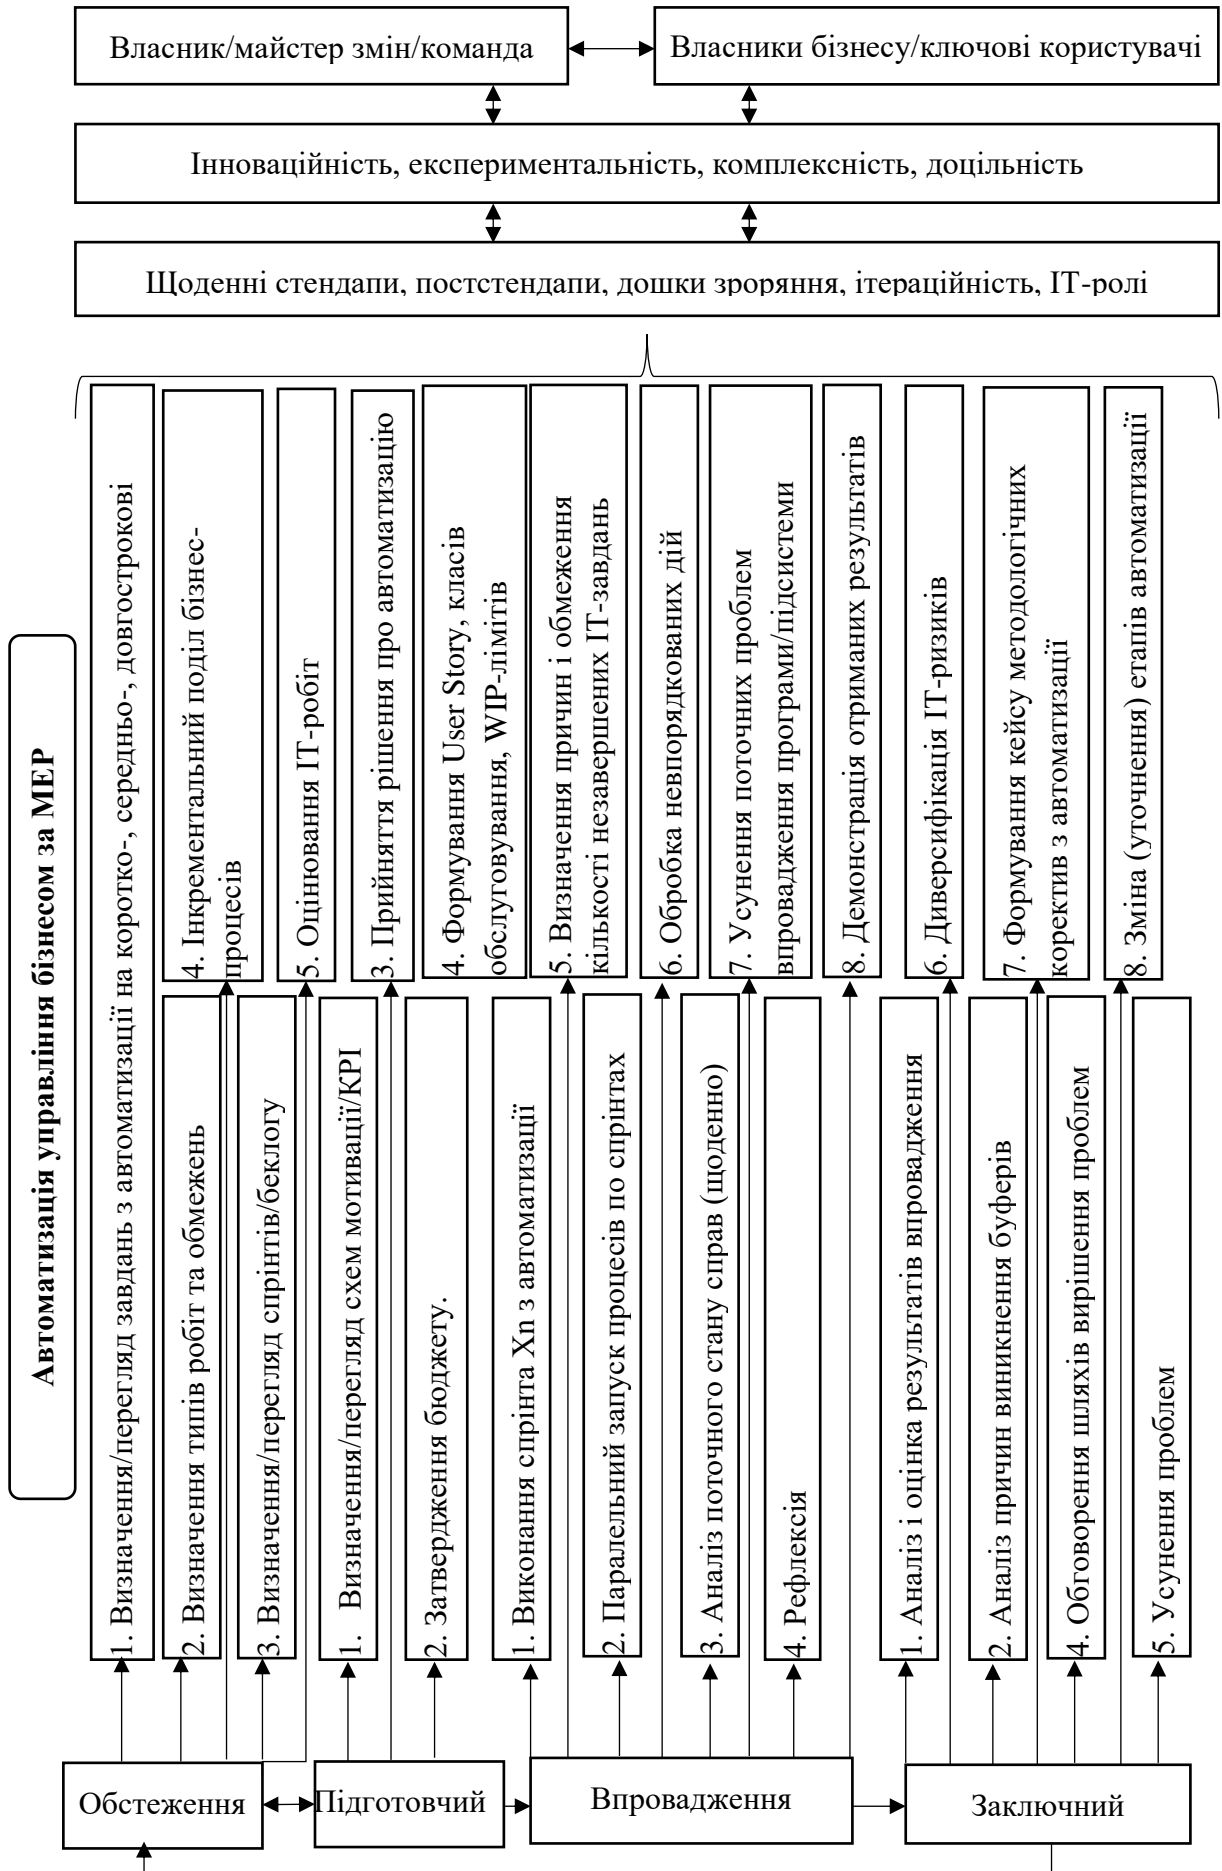 Власник/майстер змін/команда
Власники бізнесу/ключові користувачі
Інноваційність, експериментальність, комплексність, доцільність
Щоденні стендапи, постстендапи, дошки зроряння, ітераційність, ІТ-ролі
Автоматизація управління бізнесом за МЕР
1. Визначення/перегляд завдань з автоматизації на коротко-, середньо-, довгострокові
2. Визначення типів робіт та обмежень
4. Інкрементальний поділ бізнес-
процесів
3. Визначення/перегляд спрінтів/беклогу
5. Оцінювання ІТ-робіт
1. Визначення/перегляд схем мотивації/KPI
3. Прийняття рішення про автоматизацію
2. Затвердження бюджету.
4. Формування User Story, класів
обслуговування, WIP-лімітів
1. Виконання спрінта Xn з автоматизації
5. Визначення причин і обмеження
кількості незавершених ІТ-завдань
2. Паралельний запуск процесів по спрінтах
6. Обробка невпорядкованих дій
3. Аналіз поточного стану справ (щоденно)
7. Усунення поточних проблем
впровадження програми/підсистеми
4. Рефлексія
8. Демонстрація отриманих результатів
1. Аналіз і оцінка результатів впровадження
6. Диверсифікація ІТ-ризиків
2. Аналіз причин виникнення буферів
7. Формування кейсу методологічних
коректив з автоматизації
4. Обговорення шляхів вирішення проблем
8. Зміна (уточнення) етапів автоматизації
5. Усунення проблем
Обстеження
Підготовчий
Впровадження
Заключний